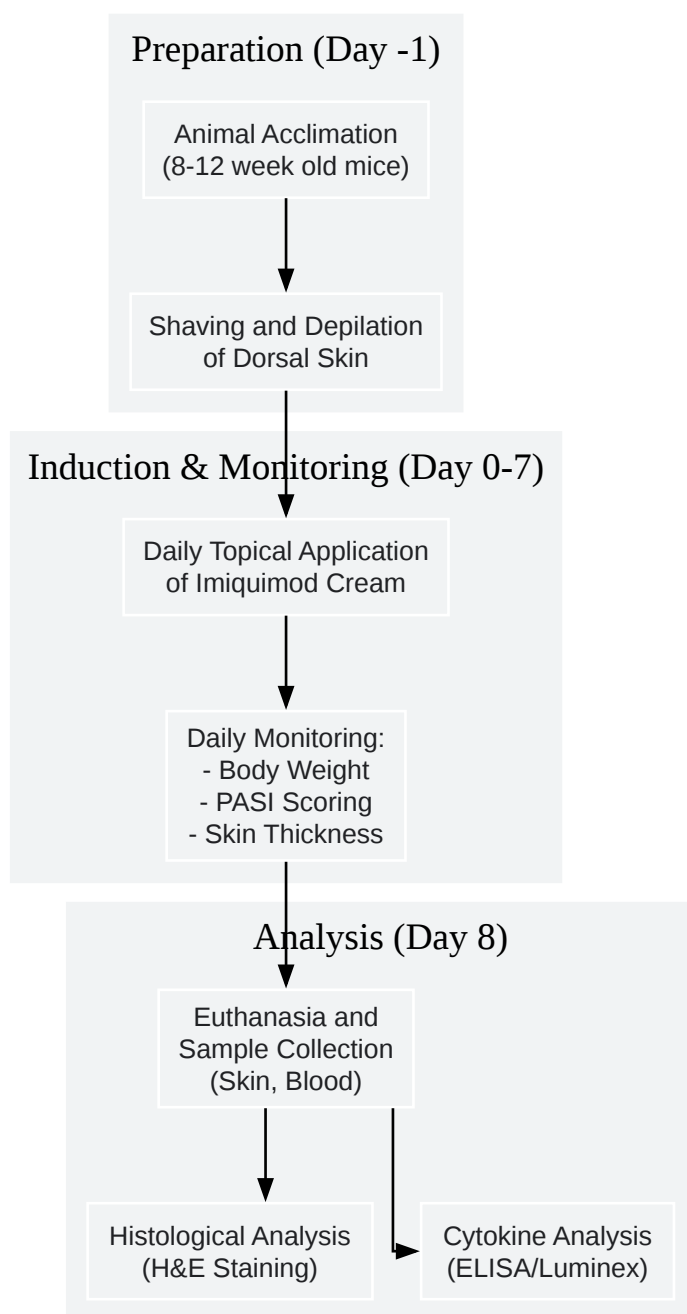 Preparation (Day -1)
Animal Acclimation
(8-12 week old mice)
Shaving and Depilation
of Dorsal Skin
Induction & Monitoring (Day 0-7)
Daily Topical Application
of Imiquimod Cream
Daily Monitoring:
- Body Weight
- PASI Scoring
- Skin Thickness
Analysis (Day 8)
Euthanasia and
Sample Collection
(Skin, Blood)
Histological Analysis
(H&E Staining)
Cytokine Analysis
(ELISA/Luminex)